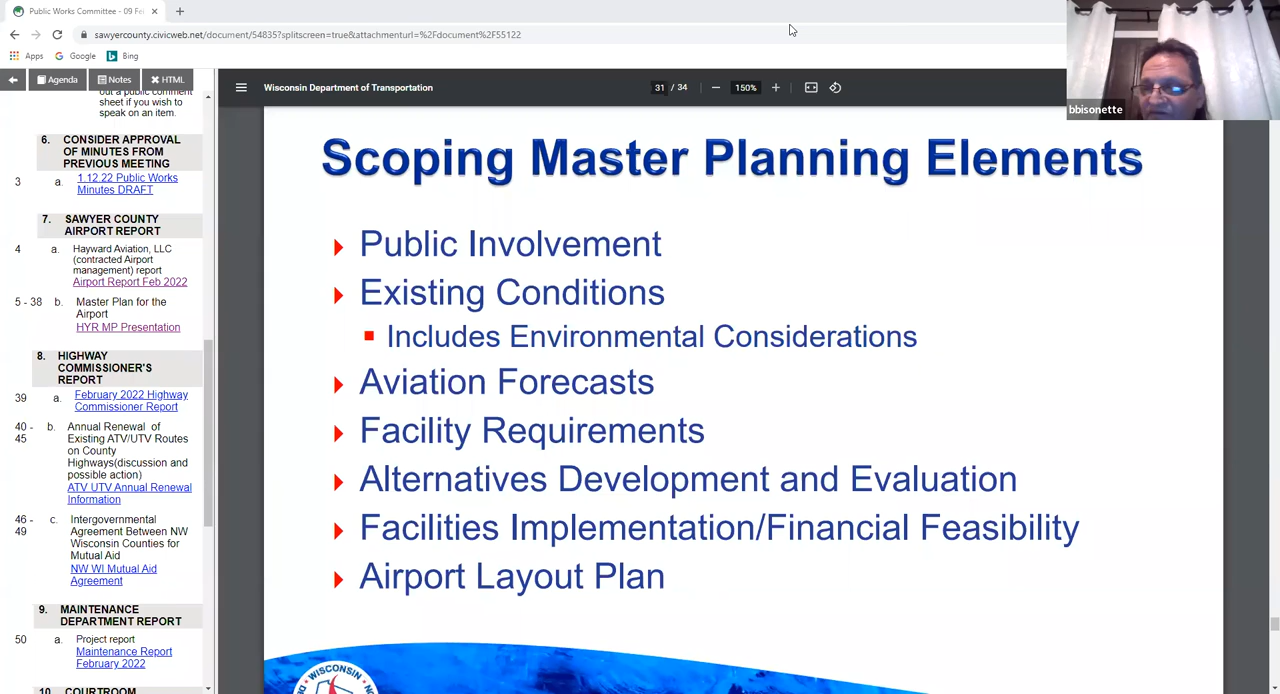 Public Works Committee - 09 Fe
sawyercounty.civicweb.net/document/54835?splitscreen=true&attachmenturl=%2Fdocument%2F55122
Apps Google Bing
Agenda Notes HTML
out a public comment
sheet if you wish to
speak on an item.
6. CONSIDER APPROVAL
OF MINUTES FROM
PREVIOUS MEETING
3 a. 1.12.22 Public Works
Minutes DRAFT
7. SAWYER COUNTY
AIRPORT REPORT
4 a. Hayward Aviation, LLC
(contracted Airport
management) report
Airport Report Feb 2022
5 - 38 b. Master Plan for the
Airport
HYR MP Presentation
8. HIGHWAY
COMMISSIONER'S
REPORT
39 a. February 2022 Highway
Commissioner Report
40 - b. Annual Renewal of
45 Existing ATV/UTV Routes
on County
Highways(discussion and
possible action)
ATV UTV Annual Renewal
Information
46 - c. Intergovernmental
49 Agreement Between NW
Wisconsin Counties for
Mutual Aid
NW WI Mutual Aid
Agreement
9. MAINTENANCE
DEPARTMENT REPORT
50 a. Project report
Maintenance Report
February 2022
10. COURTROOM
Wisconsin Department of Transportation 31 / 34 150%
bbisonette
Scoping Master Planning Elements
Public Involvement
Existing Conditions
Includes Environmental Considerations
Aviation Forecasts
Facility Requirements
Alternatives Development and Evaluation
Facilities Implementation/Financial Feasibility
Airport Layout Plan
WISCONSIN